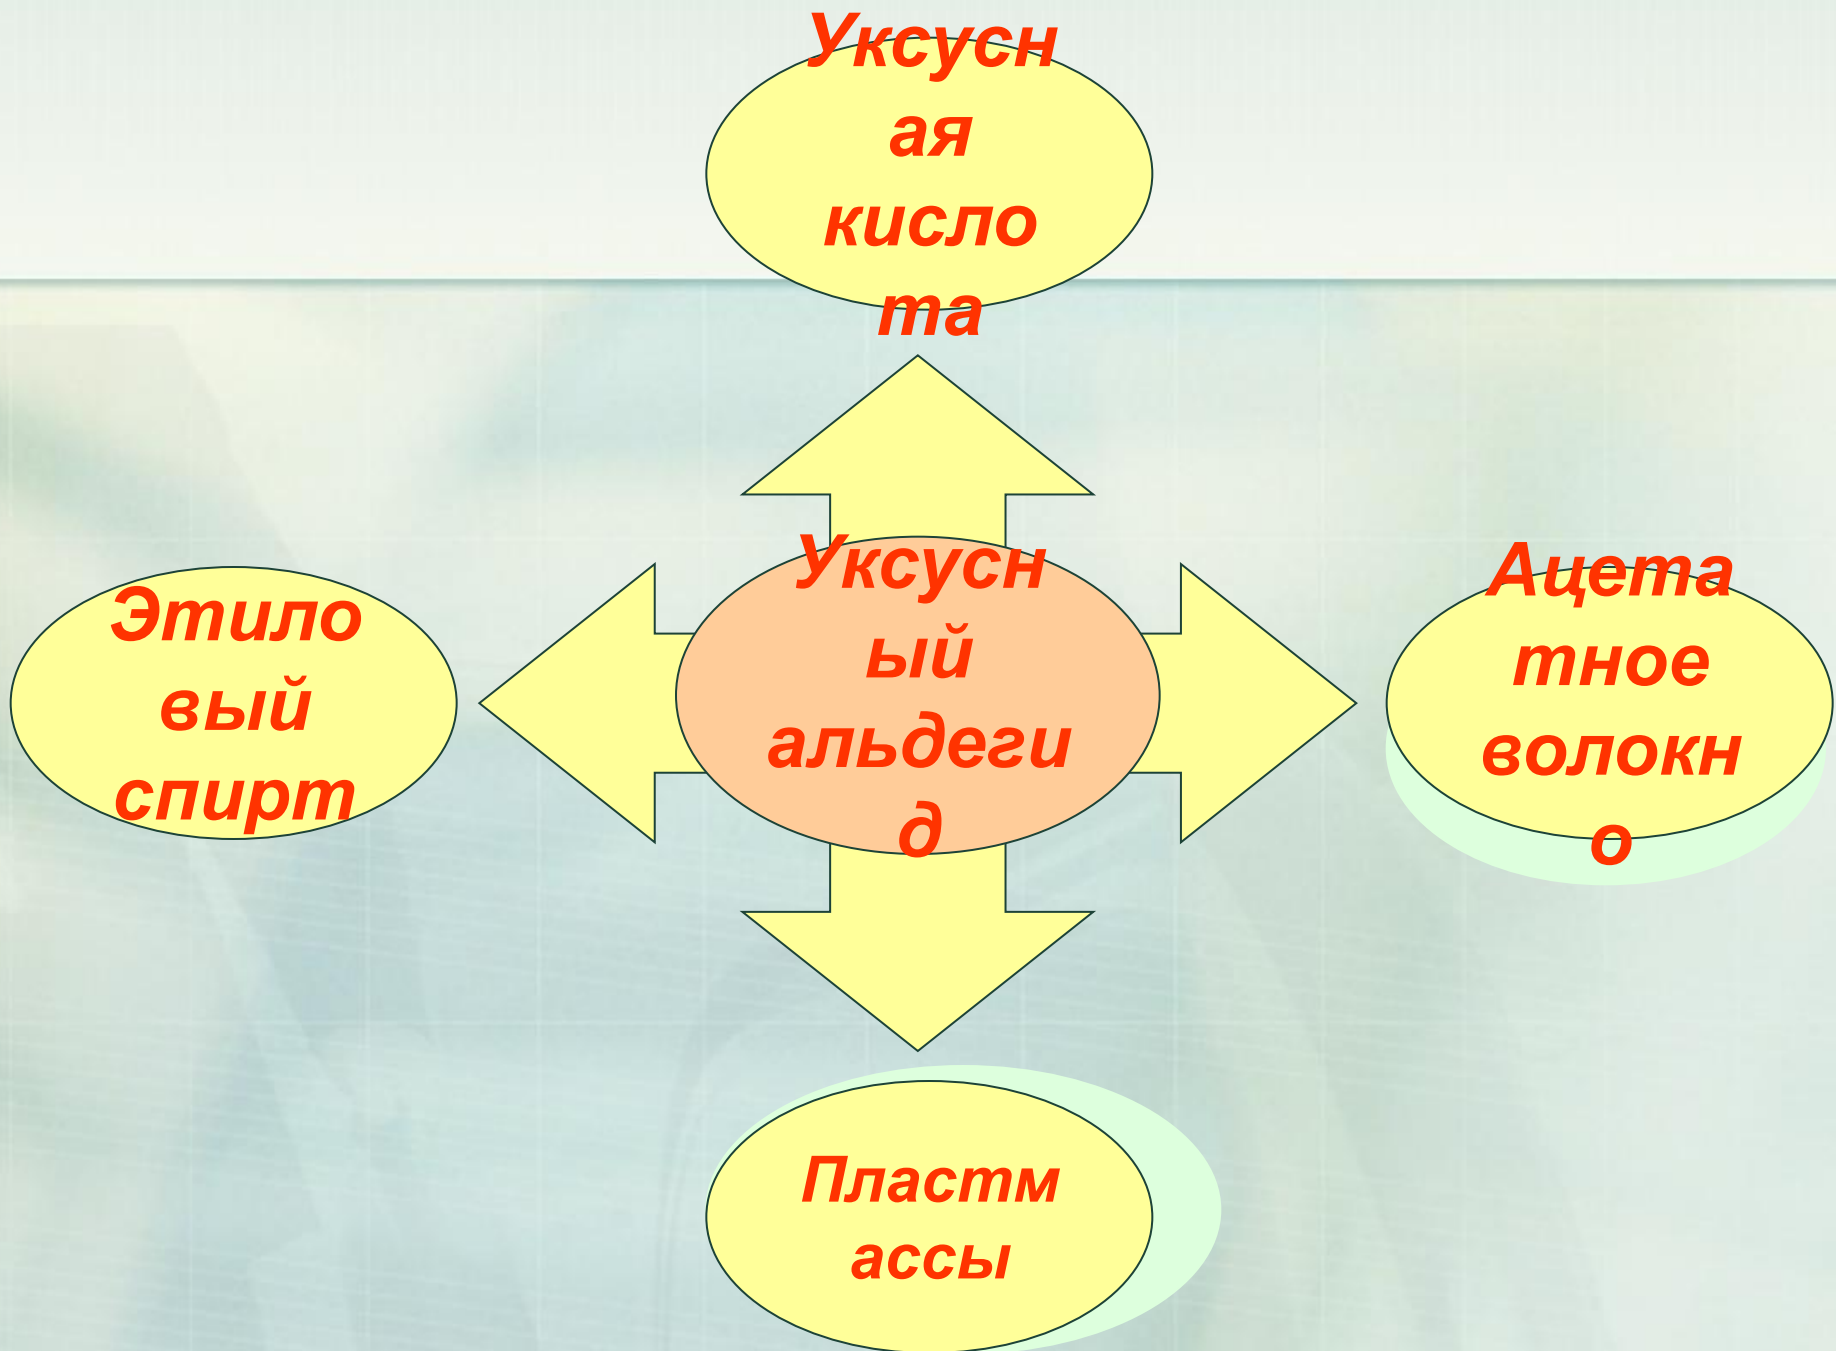 Уксусн
ая
кисло
та
Этило
вый
спирт
Уксусн
ый
альдеги
д
Ацета
тное
волокн
о
Пластм
ассы